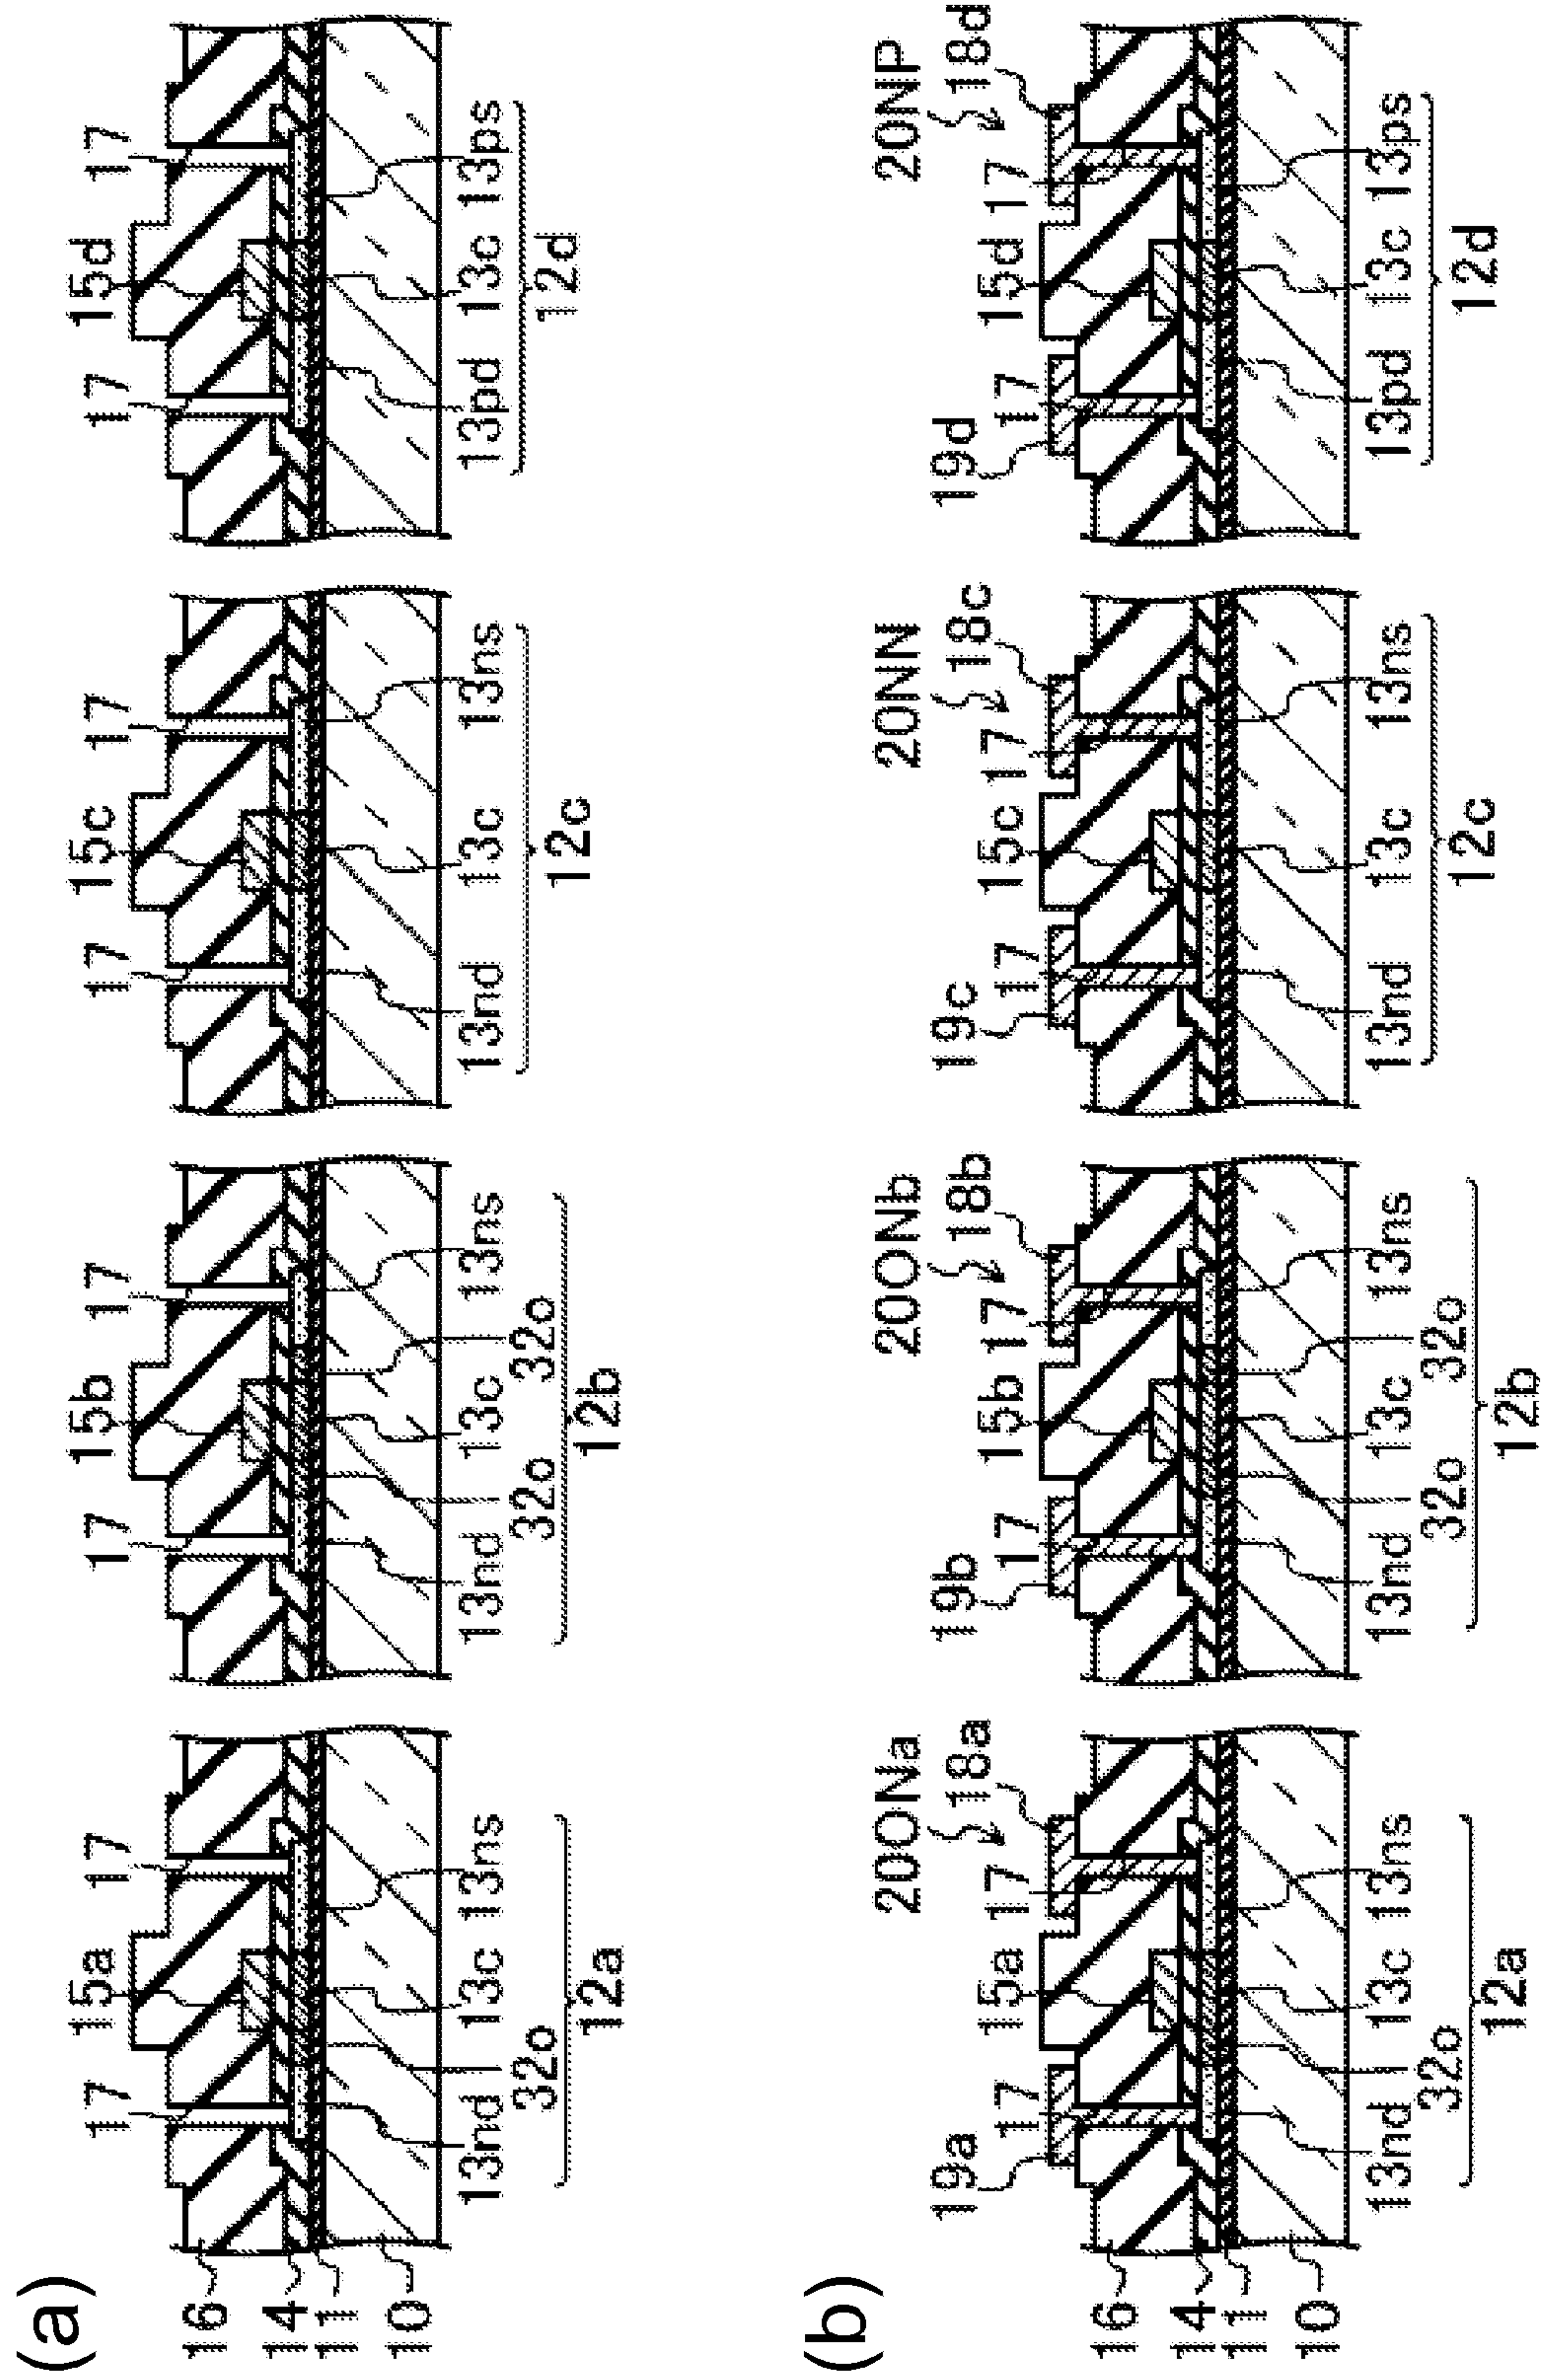 (a)
15a 15b 15c 15d
17 17 17 17 17 17 17 17
16
14
11
10
13nd 13c 13ns 13nd 13c 13ns 13nd 13c 13ns 13pd 13c 13ps
32o 32o 32o
12a 12b 12c 12d
(b)
20ONa 20ONb 20NN 20NP
19a 18a 19b 18b 19c 18c 19d 18d
15a 15b 15c 15d
17 17 17 17 17 17 17 17
16
14
11
10
13nd 13c 13ns 13nd 13c 13ns 13nd 13c 13ns 13pd 13c 13ps
32o 32o 32o
12a 12b 12c 12d